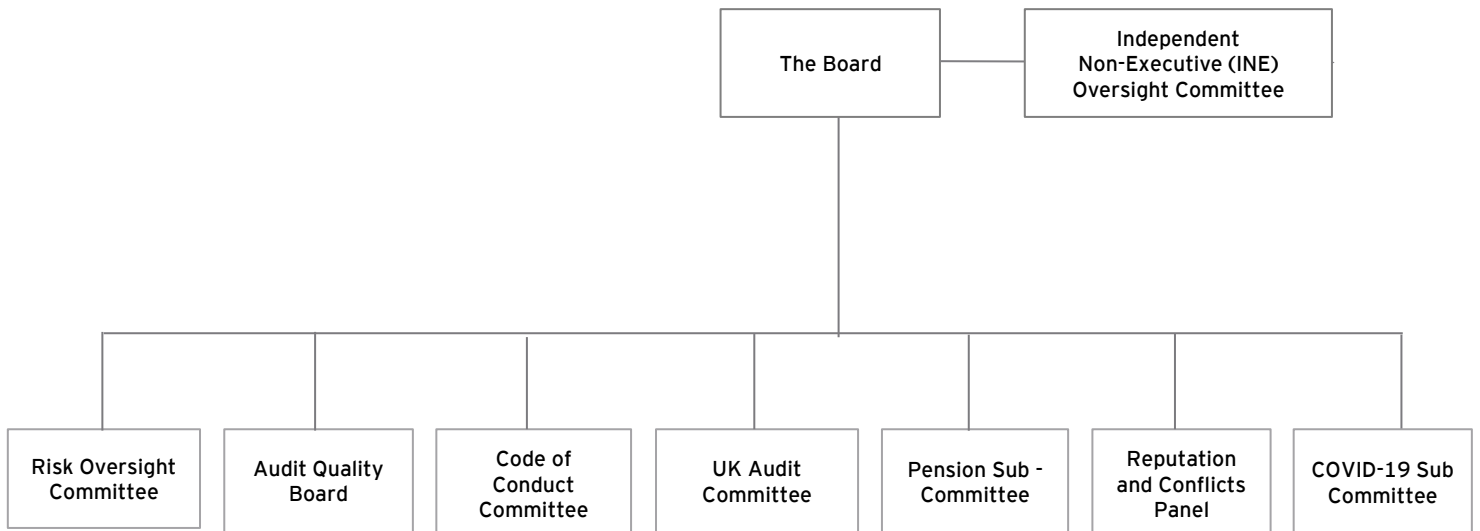 The Board
Independent
Non-Executive (INE)
Oversight Committee
Risk Oversight
Committee
Audit Quality
Board
Code of
Conduct
Committee
UK Audit
Committee
Pension Sub -
Committee
Reputation
and Conflicts
Panel
COVID-19 Sub
Committee